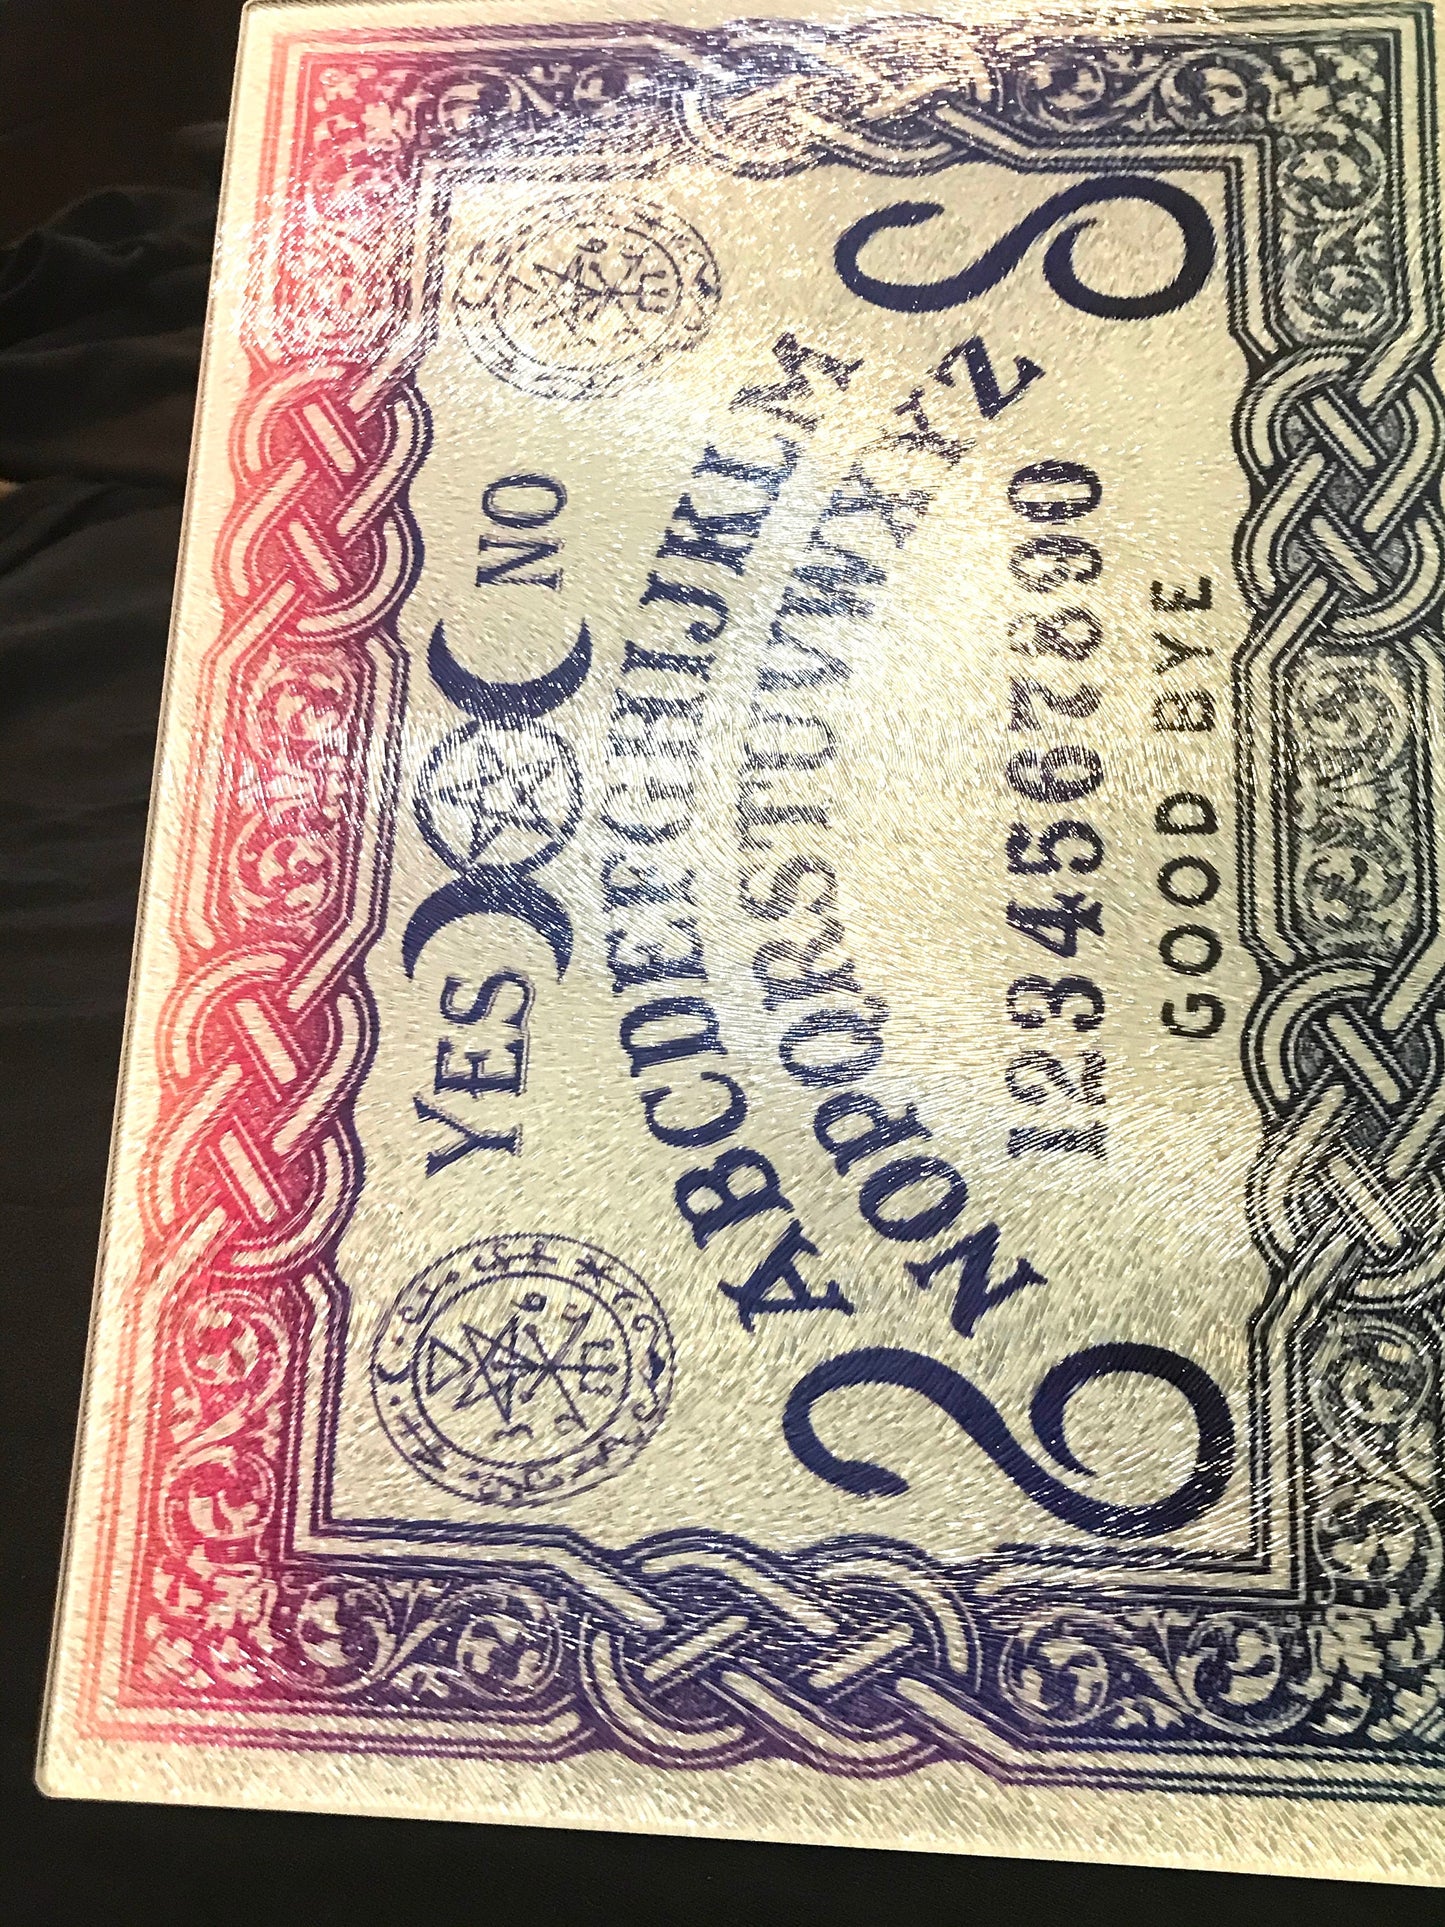 YES NO
ABCDEFGHIJKLM
NOPQRSTUVWXYZ
1234567890
GOOD BYE